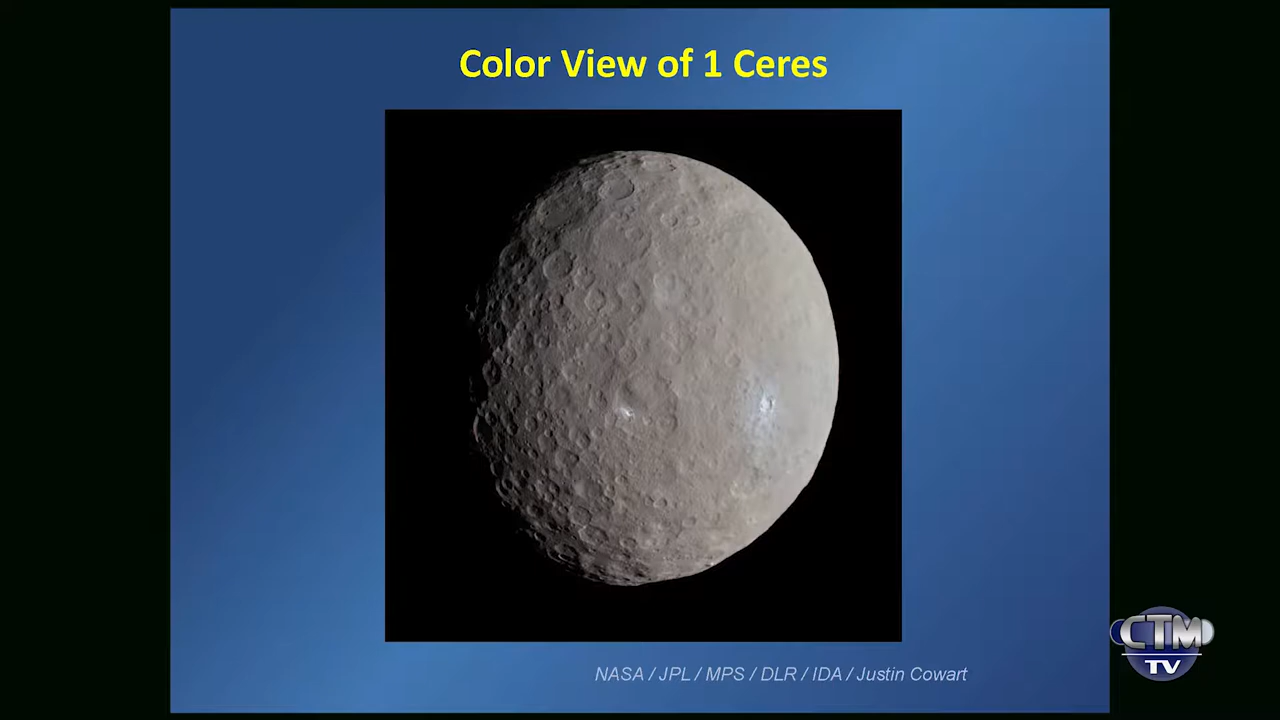 Color View of 1 Ceres
NASA / JPL / MPS / DLR / IDA / Justin Cowart
CTM
TV